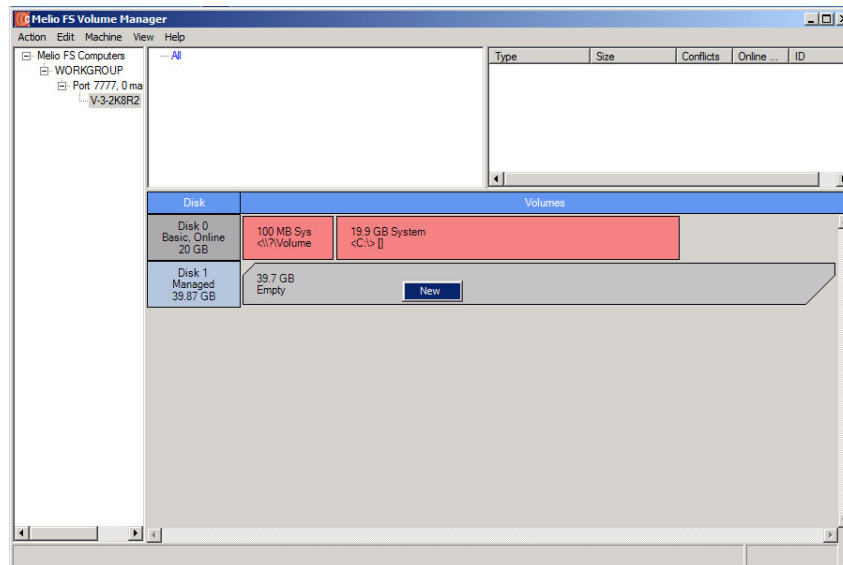 Melio FS Volume Manager
Action Edit Machine View Help
Melio FS Computers
WORKGROUP
Port 7777, 0 ma
V-3-2K8R2
All
Type Size Conflicts Online ... ID
Disk Volumes
Disk 0
Basic, Online
20 GB
100 MB Sys
<\\?\Volume
19.9 GB System
<C:\> []
Disk 1
Managed
39.87 GB
39.7 GB
Empty
New